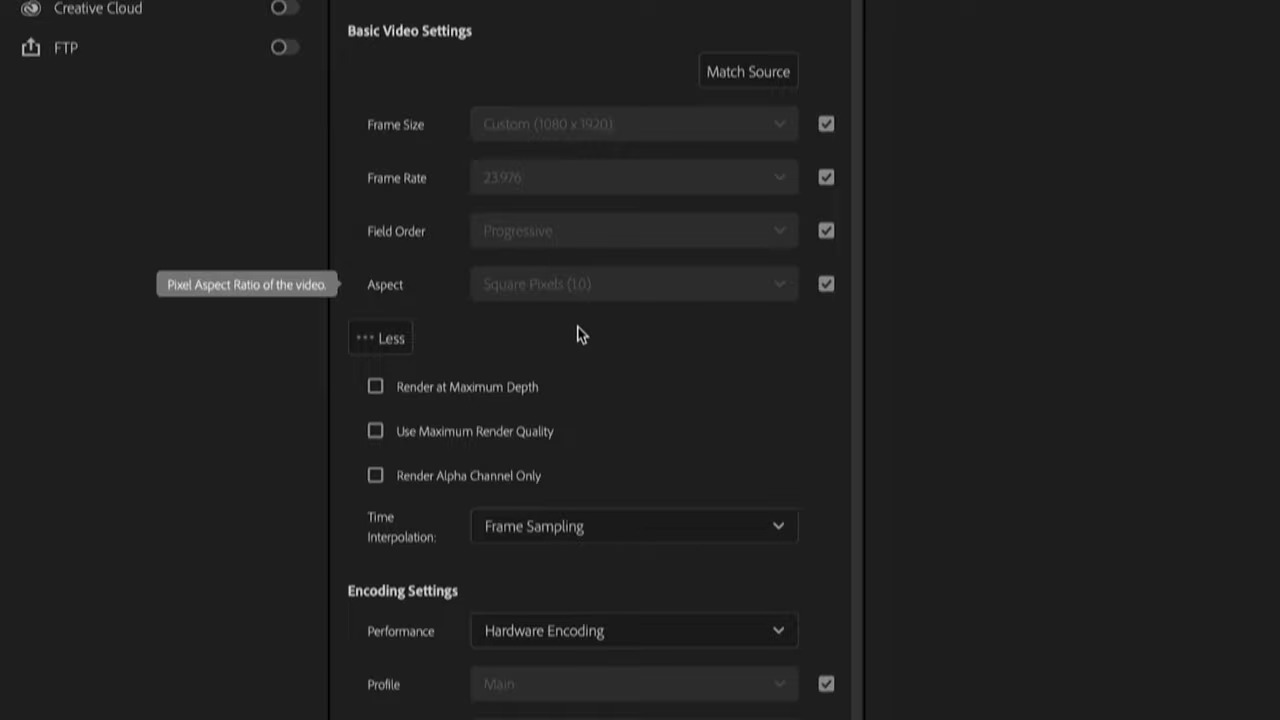 Creative Cloud
FTP
Basic Video Settings
Match Source
Frame Size Custom (1080 x 1920)
Frame Rate 23.976
Field Order Progressive
Pixel Aspect Ratio of the video. Aspect Square Pixels (1.0)
··· Less
Render at Maximum Depth
Use Maximum Render Quality
Render Alpha Channel Only
Time
Interpolation: Frame Sampling
Encoding Settings
Performance Hardware Encoding
Profile Main